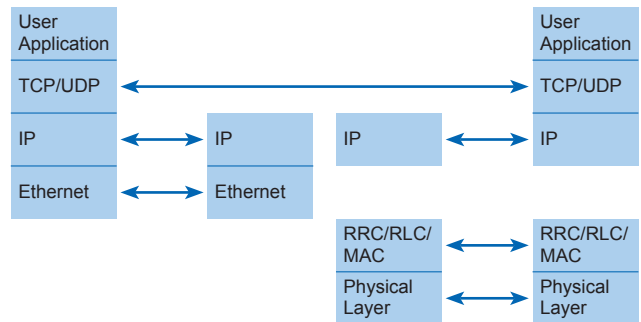 User
Application
User
Application
TCP/UDP
TCP/UDP
IP
IP
IP
IP
Ethernet
Ethernet
RRC/RLC/
MAC
RRC/RLC/
MAC
Physical
Layer
Physical
Layer